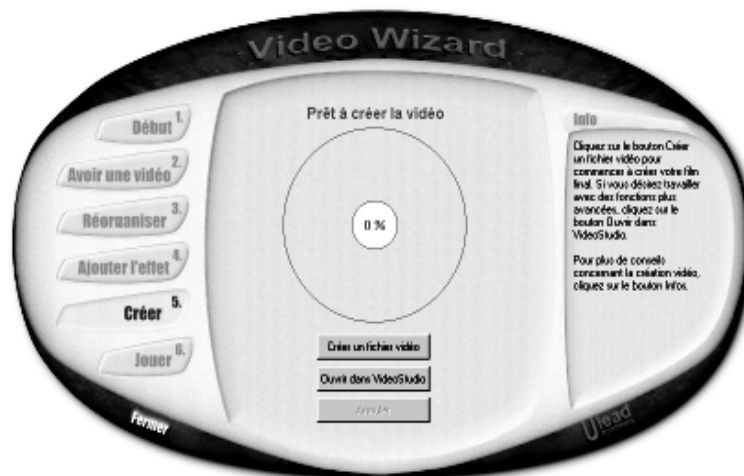 Video Wizard
1. Début
2. Avoir une vidéo
3. Réorganiser
4. Ajouter l'effet
5. Créer
6. Jouer
Fermer
Prêt à créer la vidéo
0 %
Créer un fichier vidéo
Ouvrir dans VideoStudio
Annuler
Info
Cliquez sur le bouton Créer
un fichier vidéo pour
commencer à créer votre film
final. Si vous désirez travailler
avec des fonctions plus
avancées, cliquez sur le
bouton Ouvrir dans
VideoStudio.
Pour plus de conseils
concernant la création vidéo,
cliquez sur le bouton Infos.
Ulead